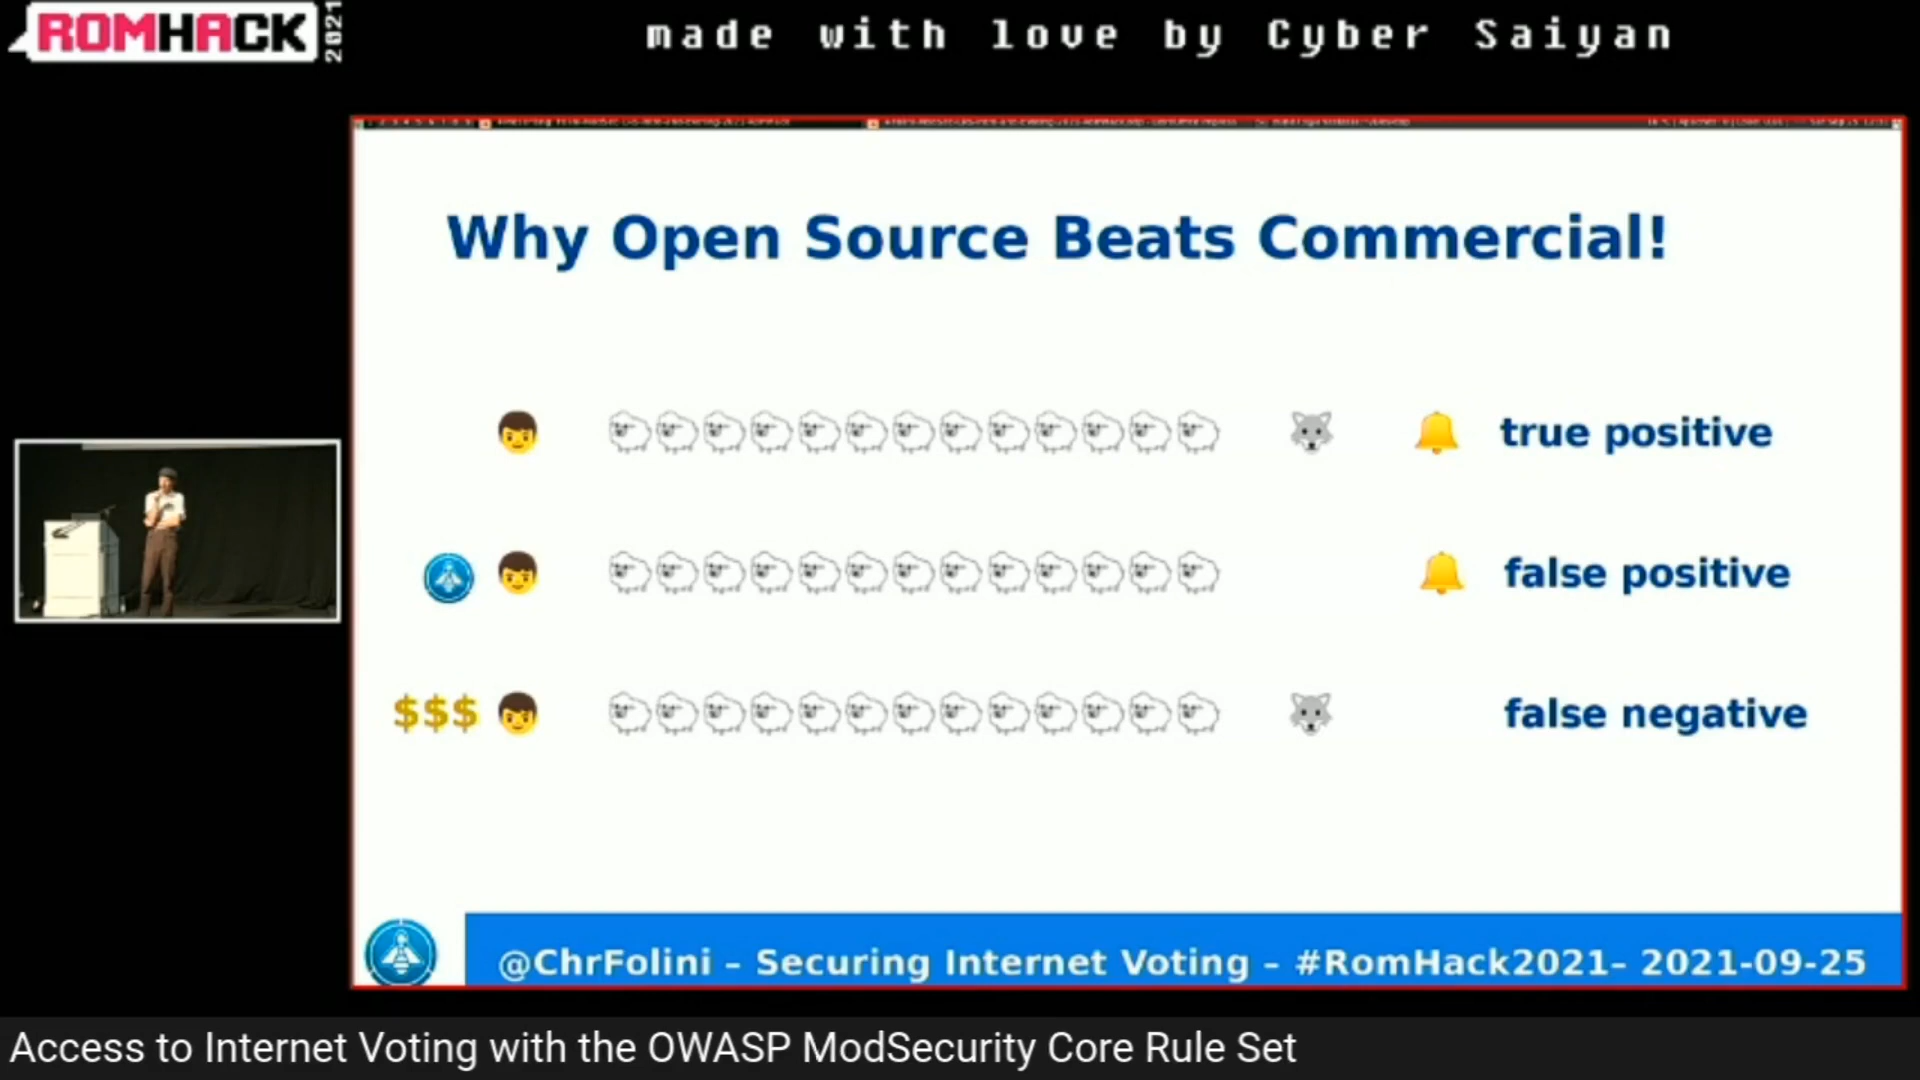 ROMHACK
2021
made with love by Cyber Saiyan
Why Open Source Beats Commercial!
true positive
false positive
$$$
false negative
@ChrFolini – Securing Internet Voting – #RomHack2021– 2021-09-25
Access to Internet Voting with the OWASP ModSecurity Core Rule Set